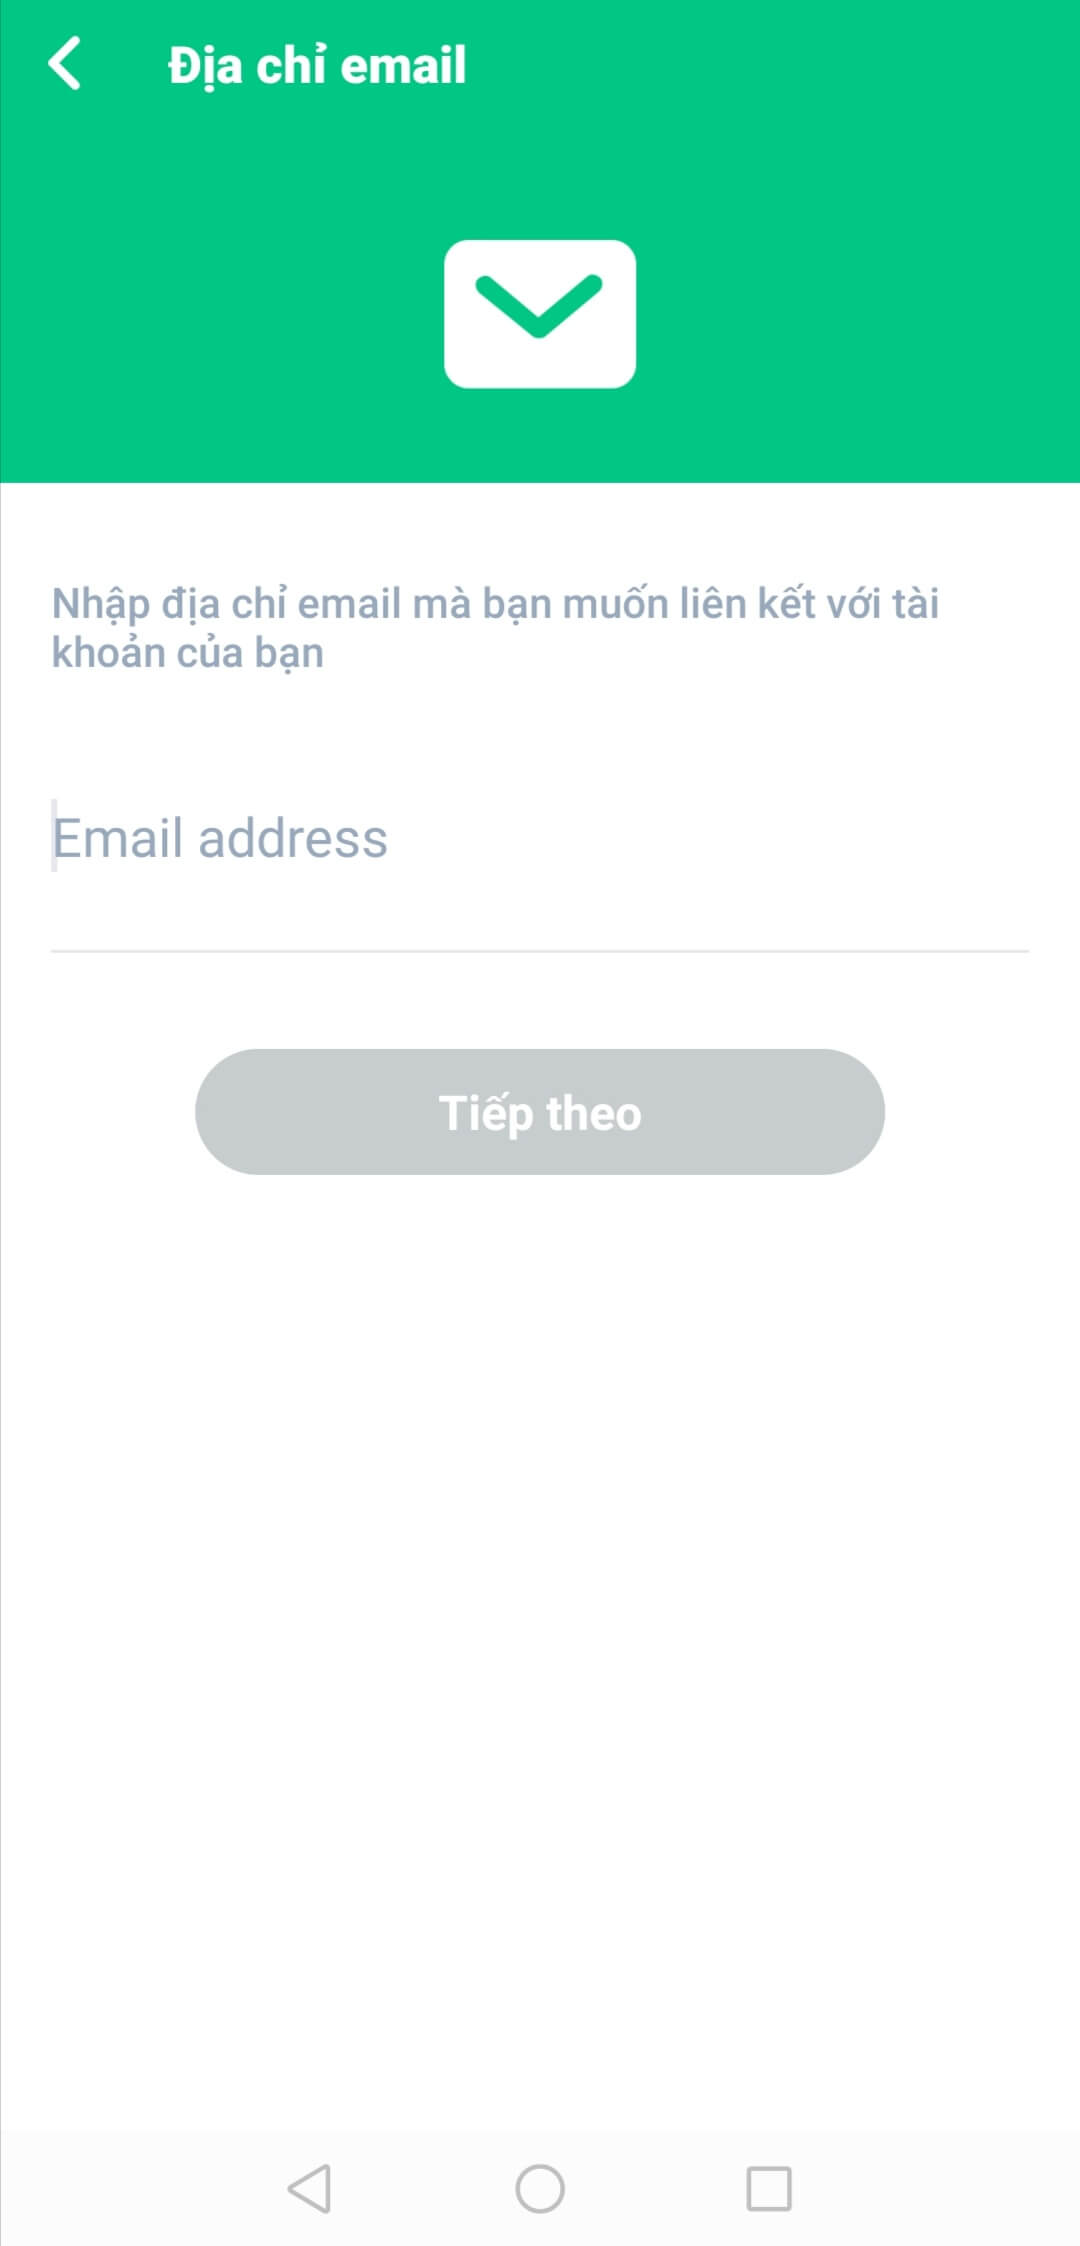 Địa chỉ email
Nhập địa chỉ email mà bạn muốn liên kết với tài
khoản của bạn
Email address
Tiếp theo